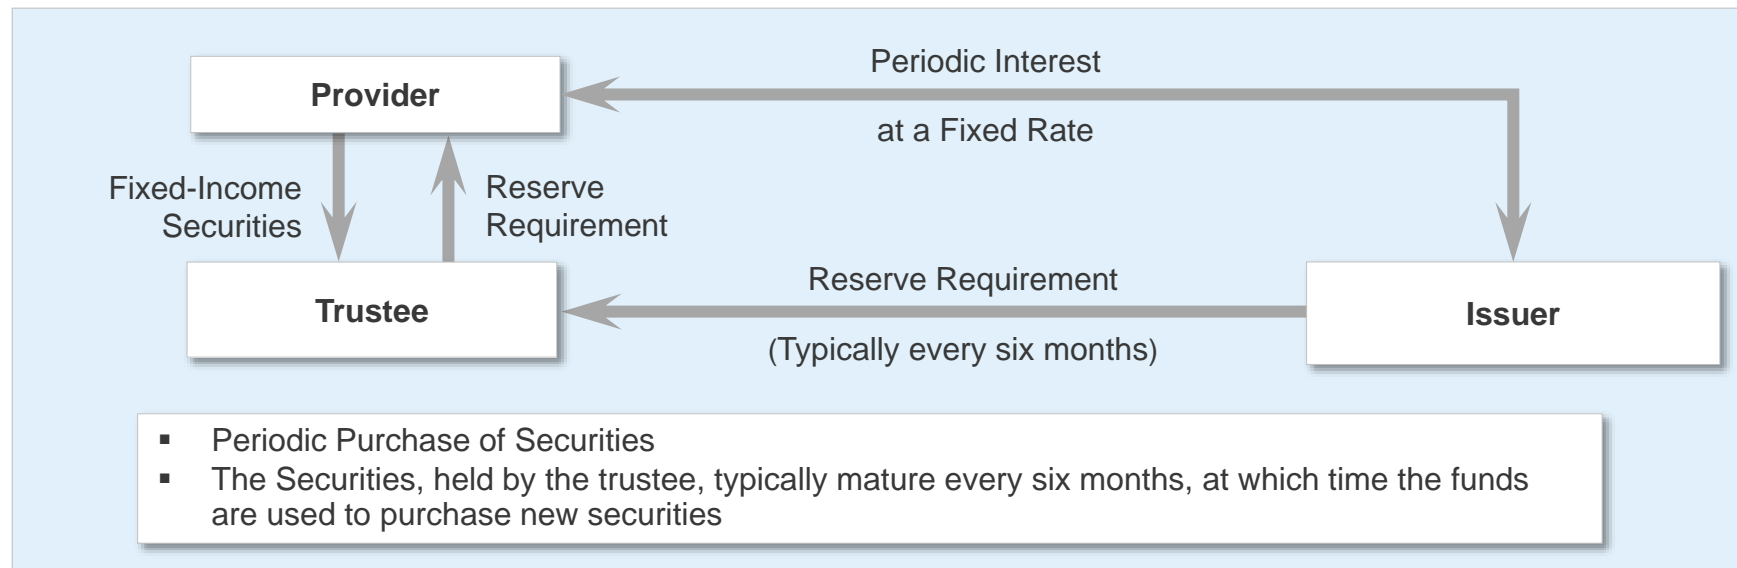 Periodic Interest
Provider
at a Fixed Rate
Fixed-Income
Securities
Reserve
Requirement
Reserve Requirement
Trustee
Issuer
(Typically every six months)
▪ Periodic Purchase of Securities
▪ The Securities, held by the trustee, typically mature every six months, at which time the funds
are used to purchase new securities